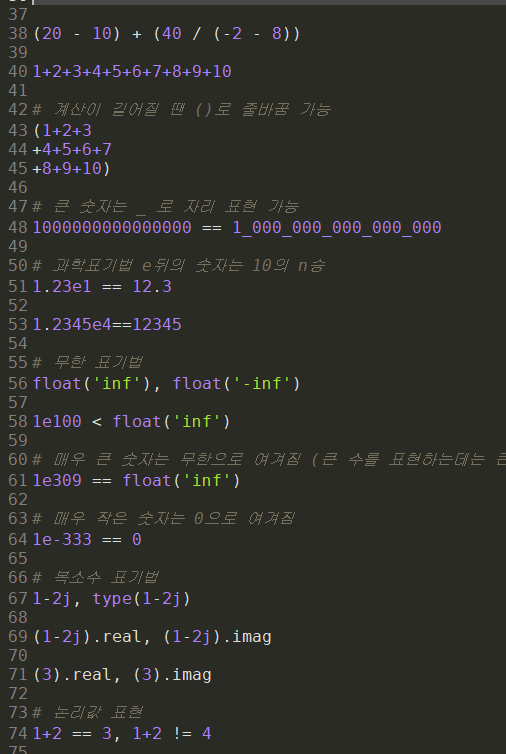 37
38 (20 - 10) + (40 / (-2 - 8))
39
40 1+2+3+4+5+6+7+8+9+10
41
42 # 계산이 길어질 땐 ()로 줄바꿈 가능
43 (1+2+3
44 +4+5+6+7
45 +8+9+10)
46
47 # 큰 숫자는 _ 로 자리 표현 가능
48 1000000000000000 == 1_000_000_000_000_000
49
50 # 과학표기법 e뒤의 숫자는 10의 n승
51 1.23e1 == 12.3
52
53 1.2345e4==12345
54
55 # 무한 표기법
56 float('inf'), float('-inf')
57
58 1e100 < float('inf')
59
60 # 매우 큰 숫자는 무한으로 여겨짐 (큰 수를 표현하는데는
61 1e309 == float('inf')
62
63 # 매우 작은 숫자는 0으로 여겨짐
64 1e-333 == 0
65
66 # 복소수 표기법
67 1-2j, type(1-2j)
68
69 (1-2j).real, (1-2j).imag
70
71 (3).real, (3).imag
72
73 # 논리값 표현
74 1+2 == 3, 1+2 != 4
75